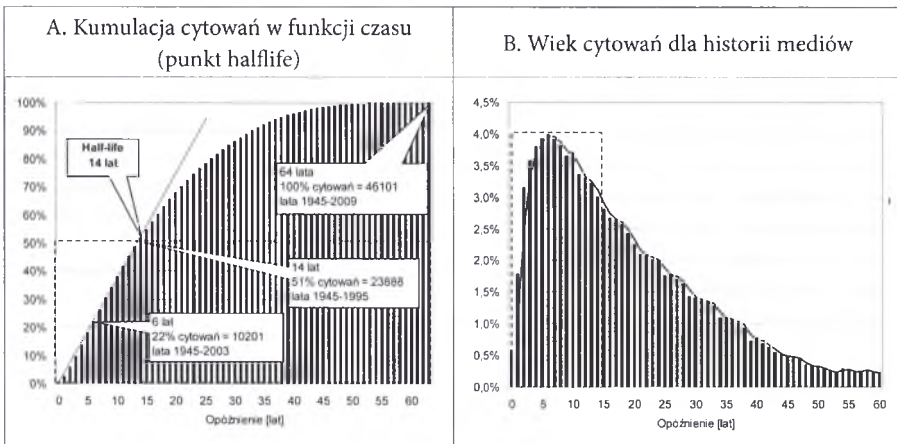 A. Kumulacja cytowań w funkcji czasu
(punkt halflife)
B. Wiek cytowań dla historii mediów
100%
90%
80%
70%
60%
50%
40%
30%
20%
10%
0%
Half-life
14 lat
64 lata
100% cytowań = 46101
lata 1945-2009
14 lat
51% cytowań = 23888
lata 1945-1995
6 lat
22% cytowań = 10201
lata 1945-2003
0 5 10 15 20 25 30 35 40 45 50 55 60
Opóźnienie [lat]
4,5%
4,0%
3,5%
3,0%
2,5%
2,0%
1,5%
1,0%
0,5%
0,0%
0 5 10 15 20 25 30 35 40 45 50 55 60
Opóźnienie [lat]